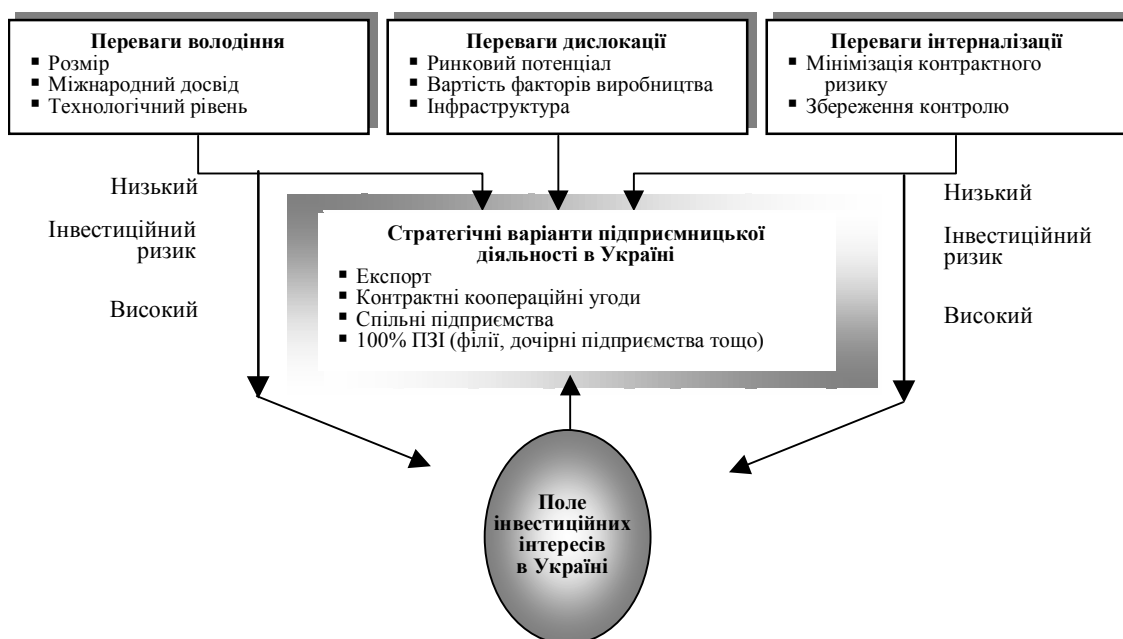 Переваги володіння
▪ Розмір
▪ Міжнародний досвід
▪ Технологічний рівень
Переваги дислокації
▪ Ринковий потенціал
▪ Вартість факторів виробництва
▪ Інфраструктура
Переваги інтерналізації
▪ Мінімізація контрактного
ризику
▪ Збереження контролю
Низький
Інвестиційний
ризик
Високий
Стратегічні варіанти підприємницької
діяльності в Україні
▪ Експорт
▪ Контрактні коопераційні угоди
▪ Спільні підприємства
▪ 100% ПЗІ (філії, дочірні підприємства тощо)
Низький
Інвестиційний
ризик
Високий
Поле
інвестиційних
інтересів
в Україні